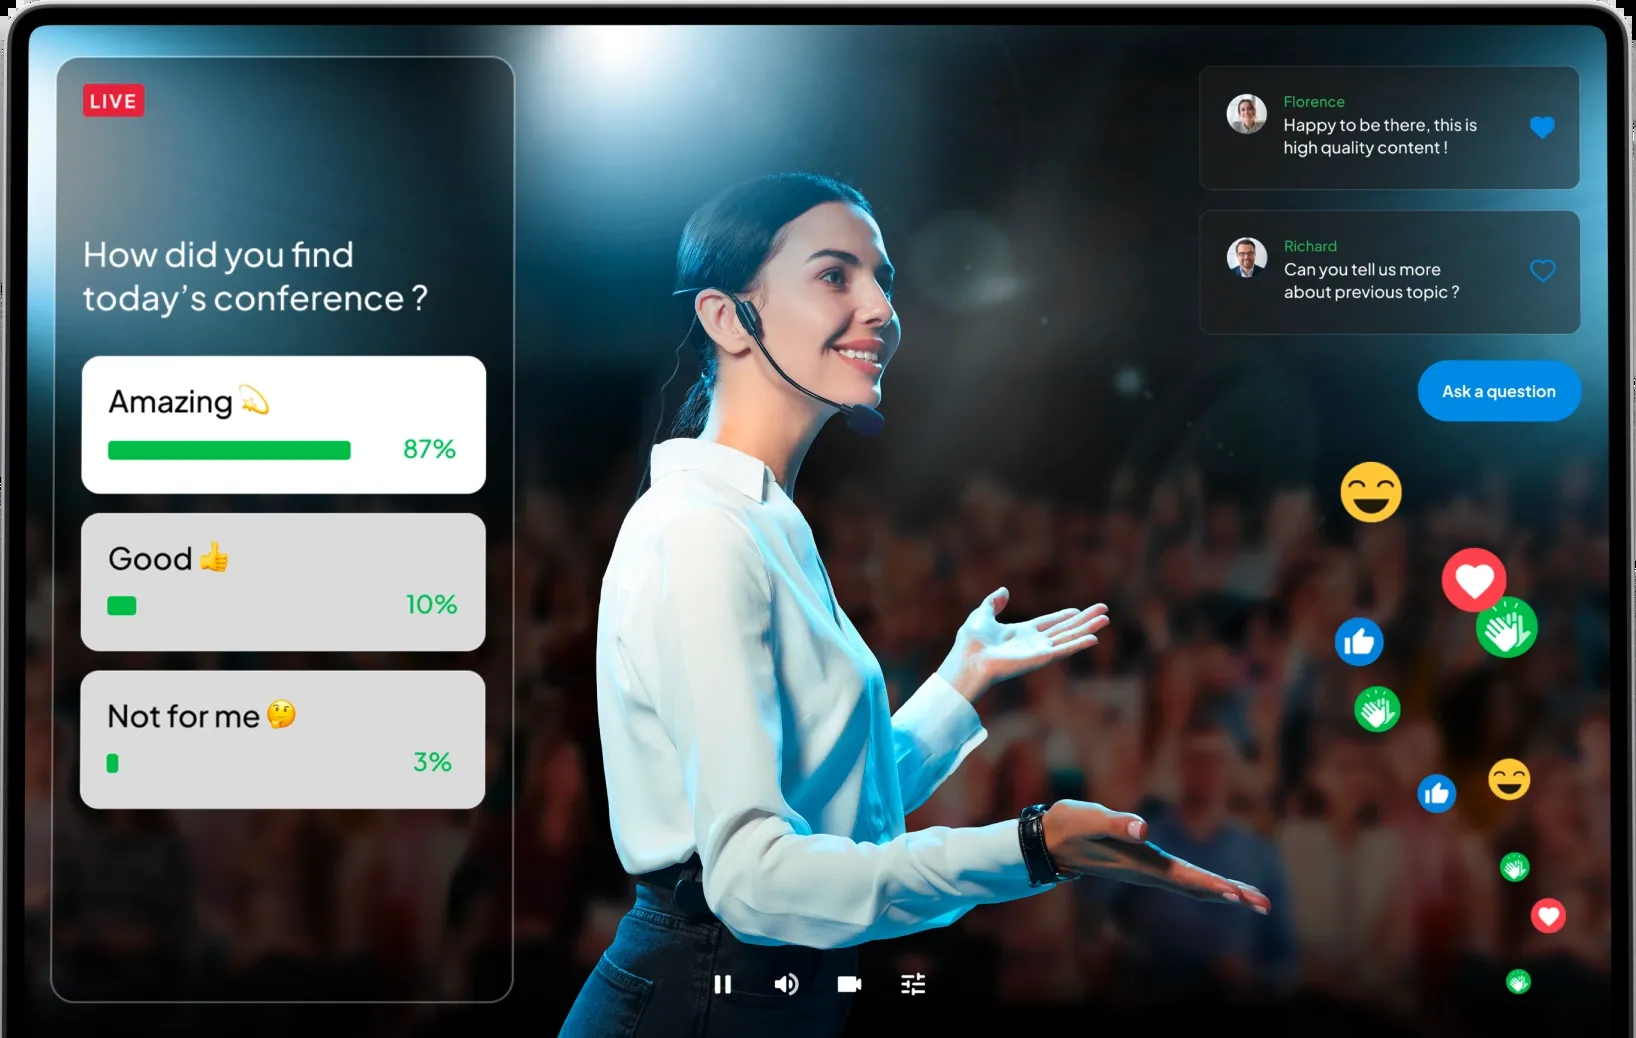 LIVE
How did you find
today's conference ?
Amazing 💫
87%
Good 👍
10%
Not for me 🤔
3%
Florence
Happy to be there, this is
high quality content !
Richard
Can you tell us more
about previous topic ?
Ask a question